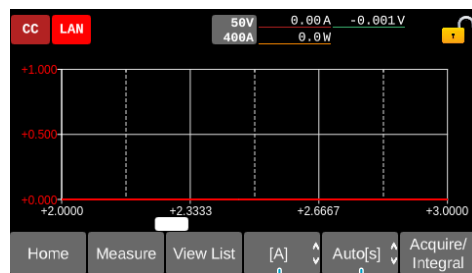 CC LAN 50V 0.00A -0.001V
400A 0.0W
+1.000
+0.500
+0.000
+2.0000 +2.3333 +2.6667 +3.0000
Home Measure View List [A] Auto[s] Acquire/
Integral